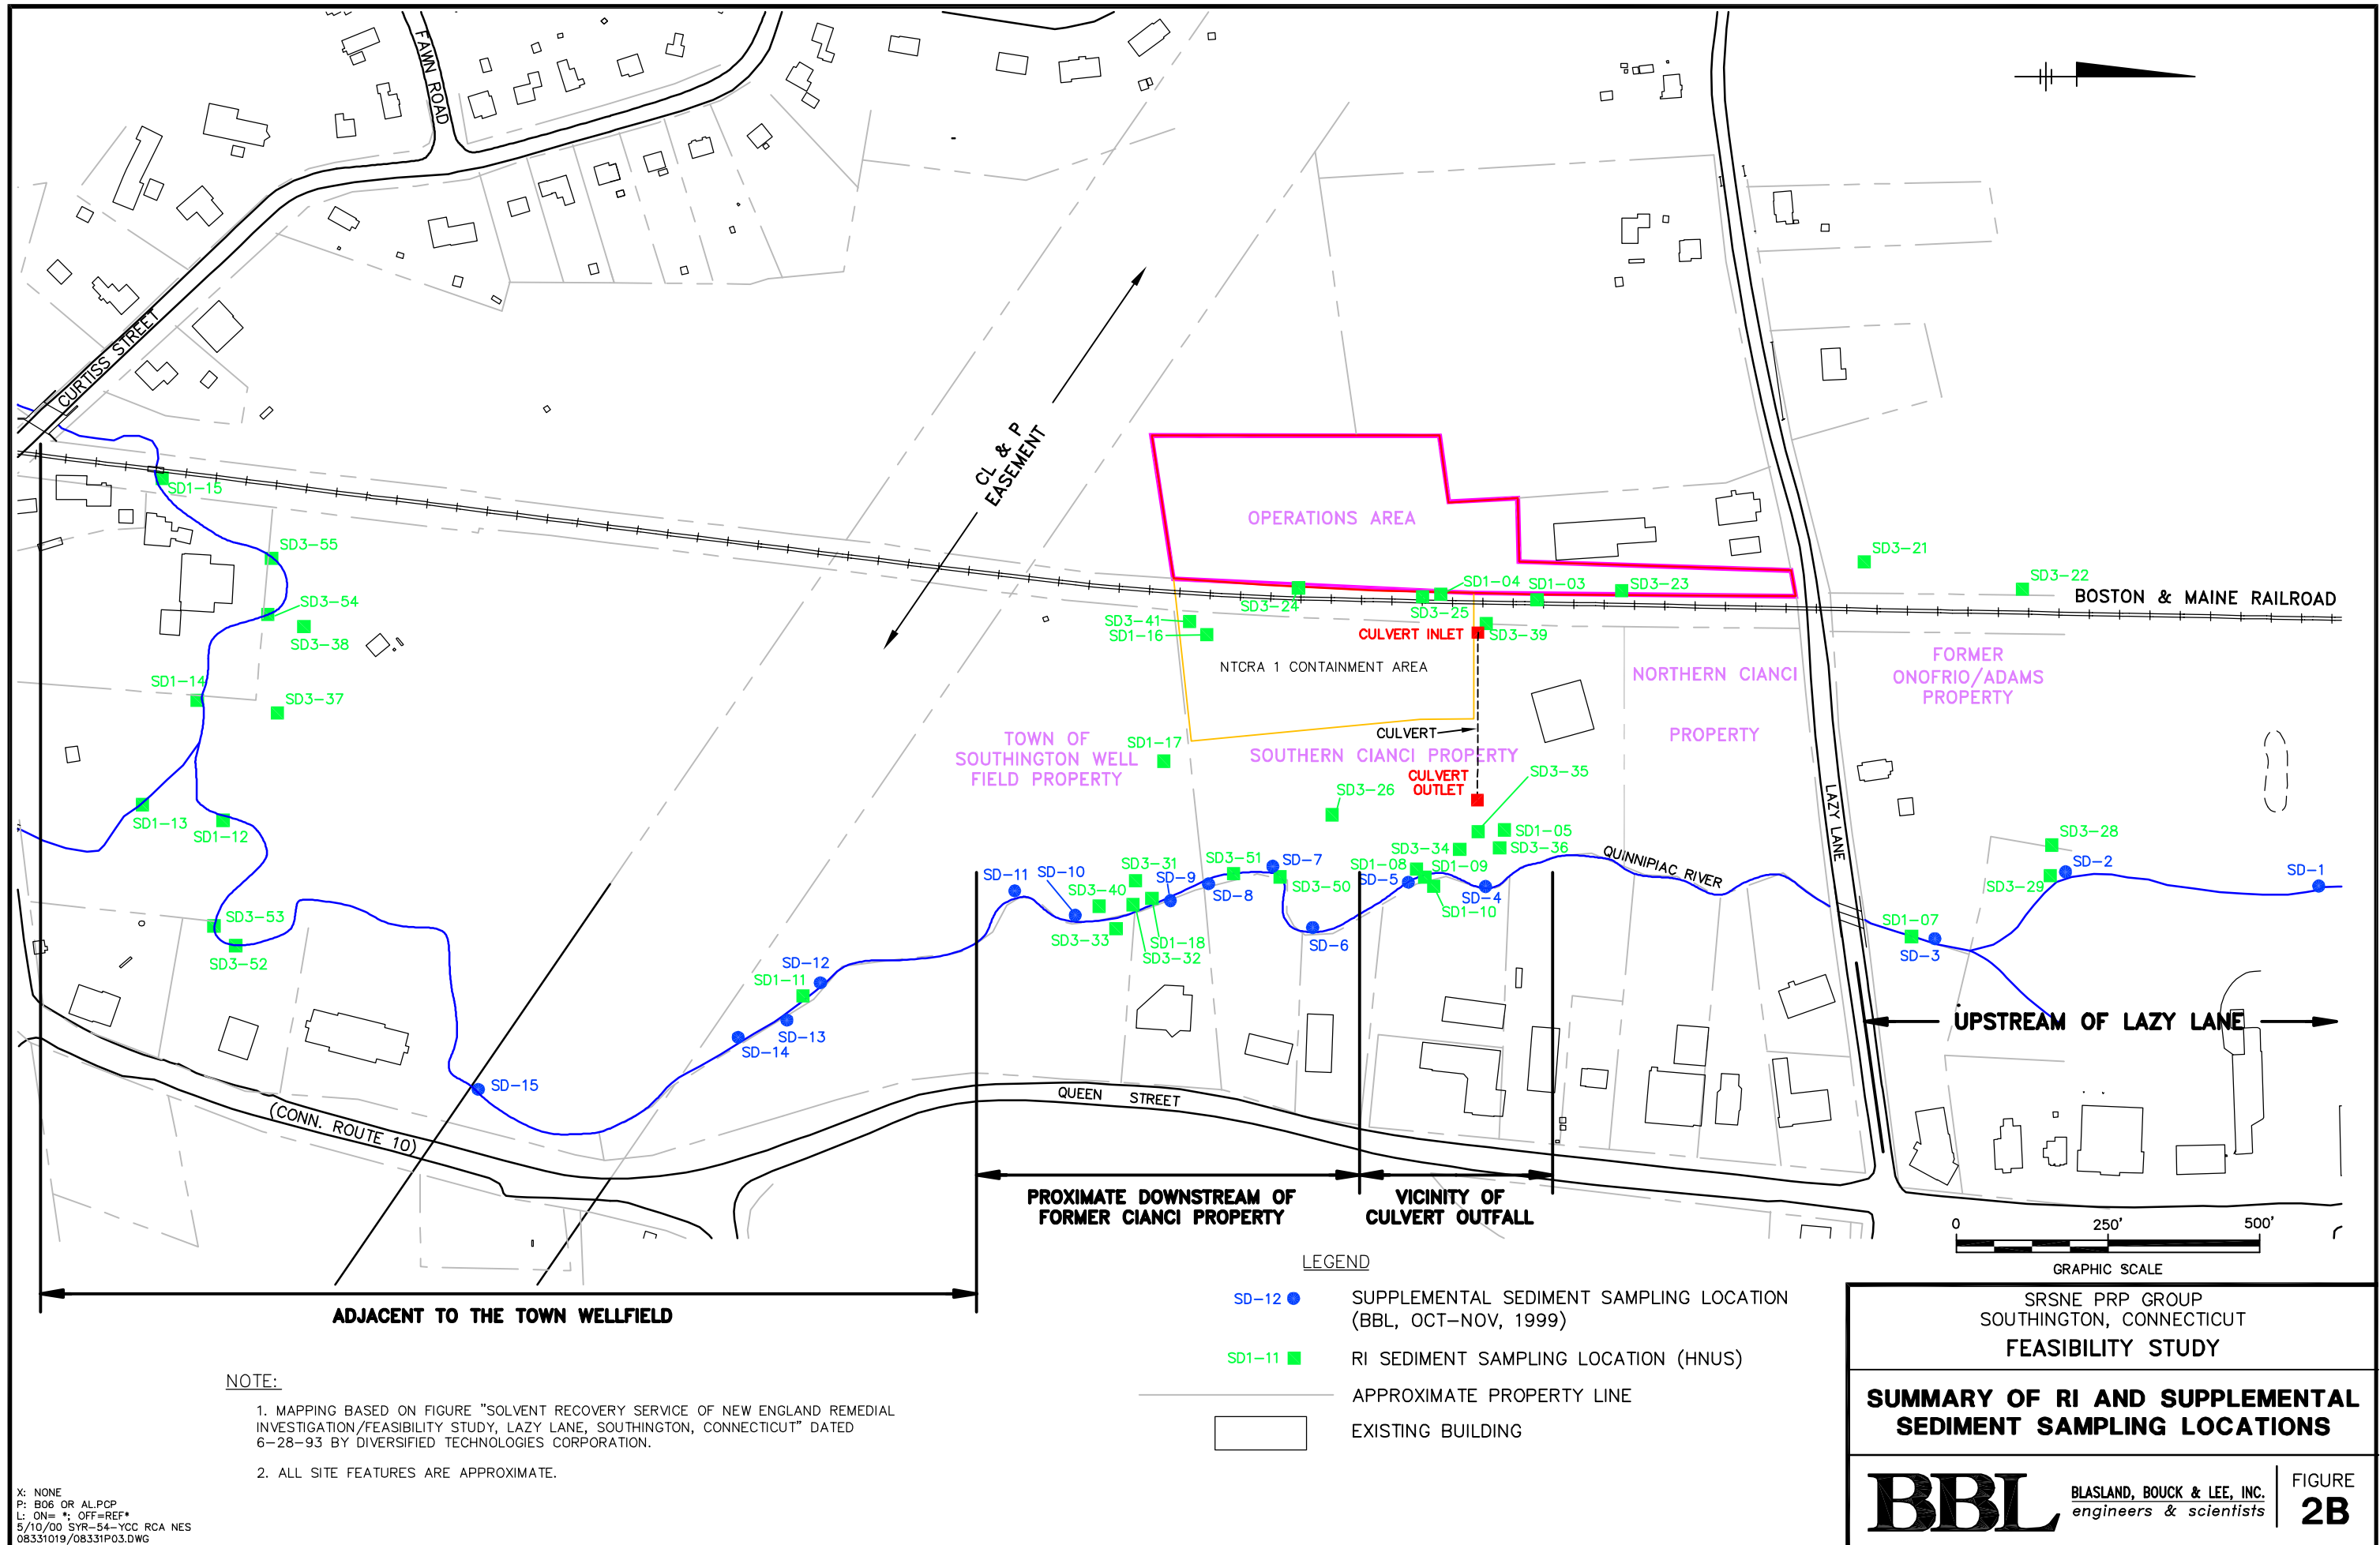 FAWN ROAD
CURTISS STREET
CL & P
EASEMENT
OPERATIONS AREA
SD1-15
SD3-55
SD3-54
SD3-38
SD1-14
SD3-37
SD1-13
SD1-12
SD3-53
SD3-52
SD3-21
SD3-22
BOSTON & MAINE RAILROAD
SD3-24
SD1-04
SD3-25
SD1-03
SD3-23
SD3-41
SD1-16
CULVERT INLET
SD3-39
NTCRA 1 CONTAINMENT AREA
NORTHERN CIANCI
PROPERTY
FORMER
ONOFRIO/ADAMS
PROPERTY
TOWN OF
SOUTHINGTON WELL
FIELD PROPERTY
SD1-17
CULVERT
SOUTHERN CIANCI PROPERTY
CULVERT
OUTLET
SD3-35
SD3-26
SD1-05
SD3-34
SD3-36
QUINNIPIAC RIVER
LAZY LANE
SD3-28
SD-2
SD3-29
SD-1
SD1-07
SD-3
SD-11
SD-10
SD3-31
SD-9
SD3-51
SD-7
SD3-40
SD-8
SD3-50
SD1-08
SD1-09
SD-5
SD-4
SD1-10
SD3-33
SD1-18
SD3-32
SD-6
SD-12
SD1-11
SD-13
SD-14
SD-15
UPSTREAM OF LAZY LANE
(CONN. ROUTE 10)
QUEEN STREET
PROXIMATE DOWNSTREAM OF
FORMER CIANCI PROPERTY
VICINITY OF
CULVERT OUTFALL
ADJACENT TO THE TOWN WELLFIELD
0 250' 500'
GRAPHIC SCALE
LEGEND
SD-12 SUPPLEMENTAL SEDIMENT SAMPLING LOCATION
(BBL, OCT-NOV, 1999)
SD1-11 RI SEDIMENT SAMPLING LOCATION (HNUS)
APPROXIMATE PROPERTY LINE
EXISTING BUILDING
NOTE:
1. MAPPING BASED ON FIGURE "SOLVENT RECOVERY SERVICE OF NEW ENGLAND REMEDIAL
INVESTIGATION/FEASIBILITY STUDY, LAZY LANE, SOUTHINGTON, CONNECTICUT" DATED
6-28-93 BY DIVERSIFIED TECHNOLOGIES CORPORATION.
2. ALL SITE FEATURES ARE APPROXIMATE.
X: NONE
P: B06 OR AL.PCP
L: ON= *; OFF=REF*
5/10/00 SYR-54-YCC RCA NES
08331019/08331P03.DWG
SRSNE PRP GROUP
SOUTHINGTON, CONNECTICUT
FEASIBILITY STUDY
SUMMARY OF RI AND SUPPLEMENTAL
SEDIMENT SAMPLING LOCATIONS
BBL
BLASLAND, BOUCK & LEE, INC.
engineers & scientists
FIGURE
2B